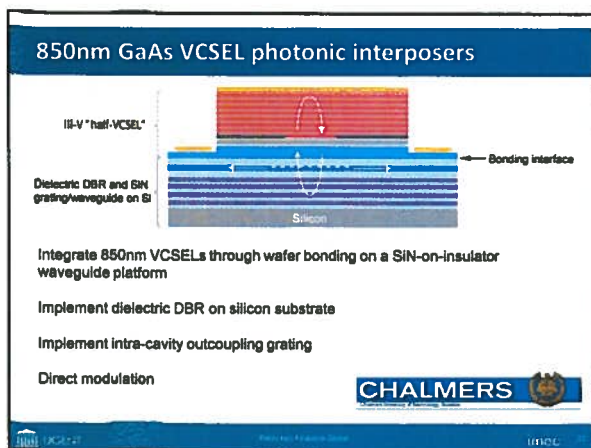 850nm GaAs VCSEL photonic interposers
III-V "half-VCSEL"
Bonding interface
Dielectric DBR and SiN
grating/waveguide on Si
Silicon
Integrate 850nm VCSELs through wafer bonding on a SiN-on-insulator
waveguide platform
Implement dielectric DBR on silicon substrate
Implement intra-cavity outcoupling grating
Direct modulation
CHALMERS
UGENT
imec